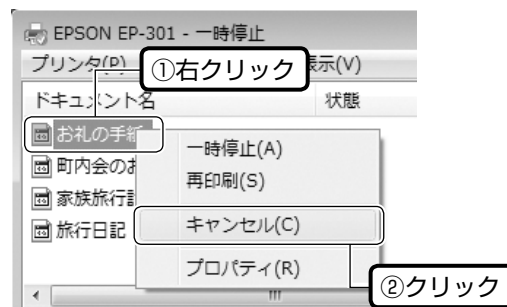 EPSON EP-301 - 一時停止
プリンタ(P) 表示(V)
①右クリック
ドキュメント名 状態
お礼の手紙
町内会のお
家族旅行
旅行日記
一時停止(A)
再印刷(S)
キャンセル(C)
プロパティ(R)
②クリック